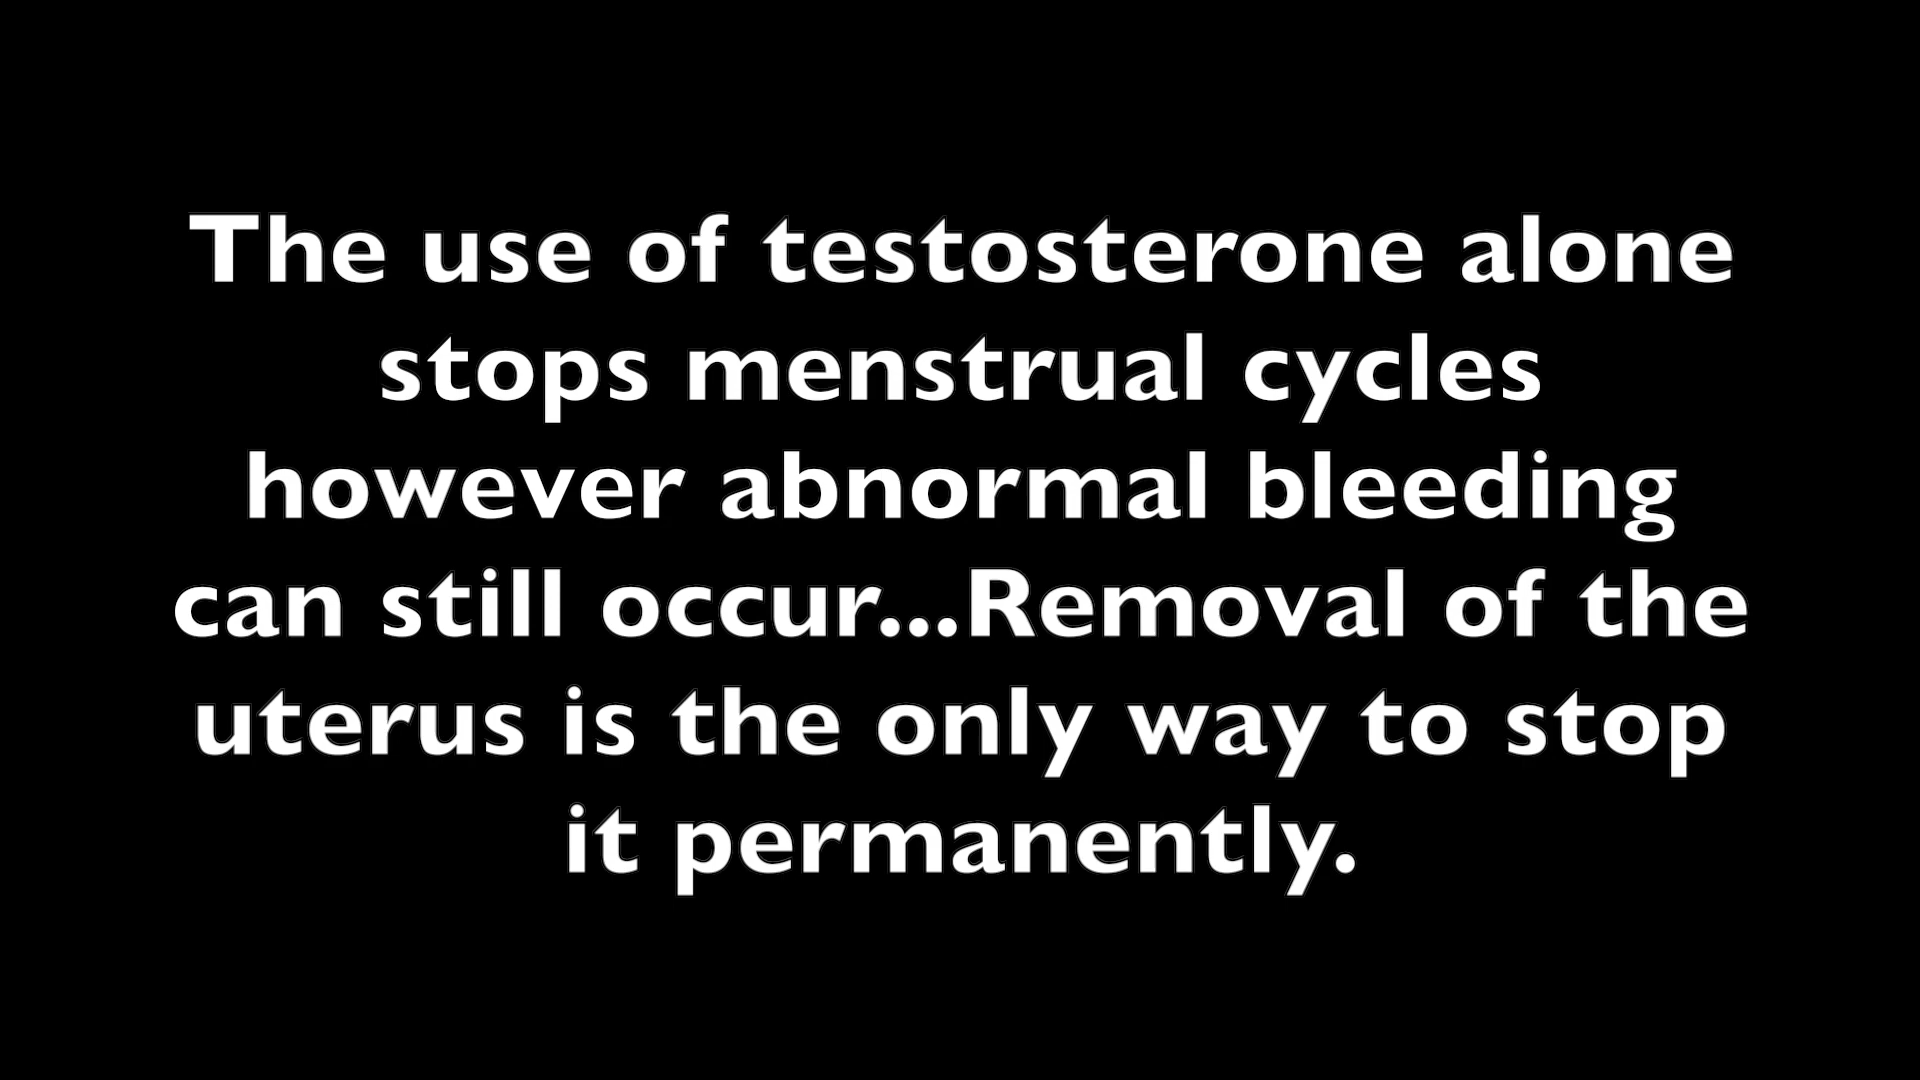 The use of testosterone alone
stops menstrual cycles
however abnormal bleeding
can still occur...Removal of the
uterus is the only way to stop
it permanently.